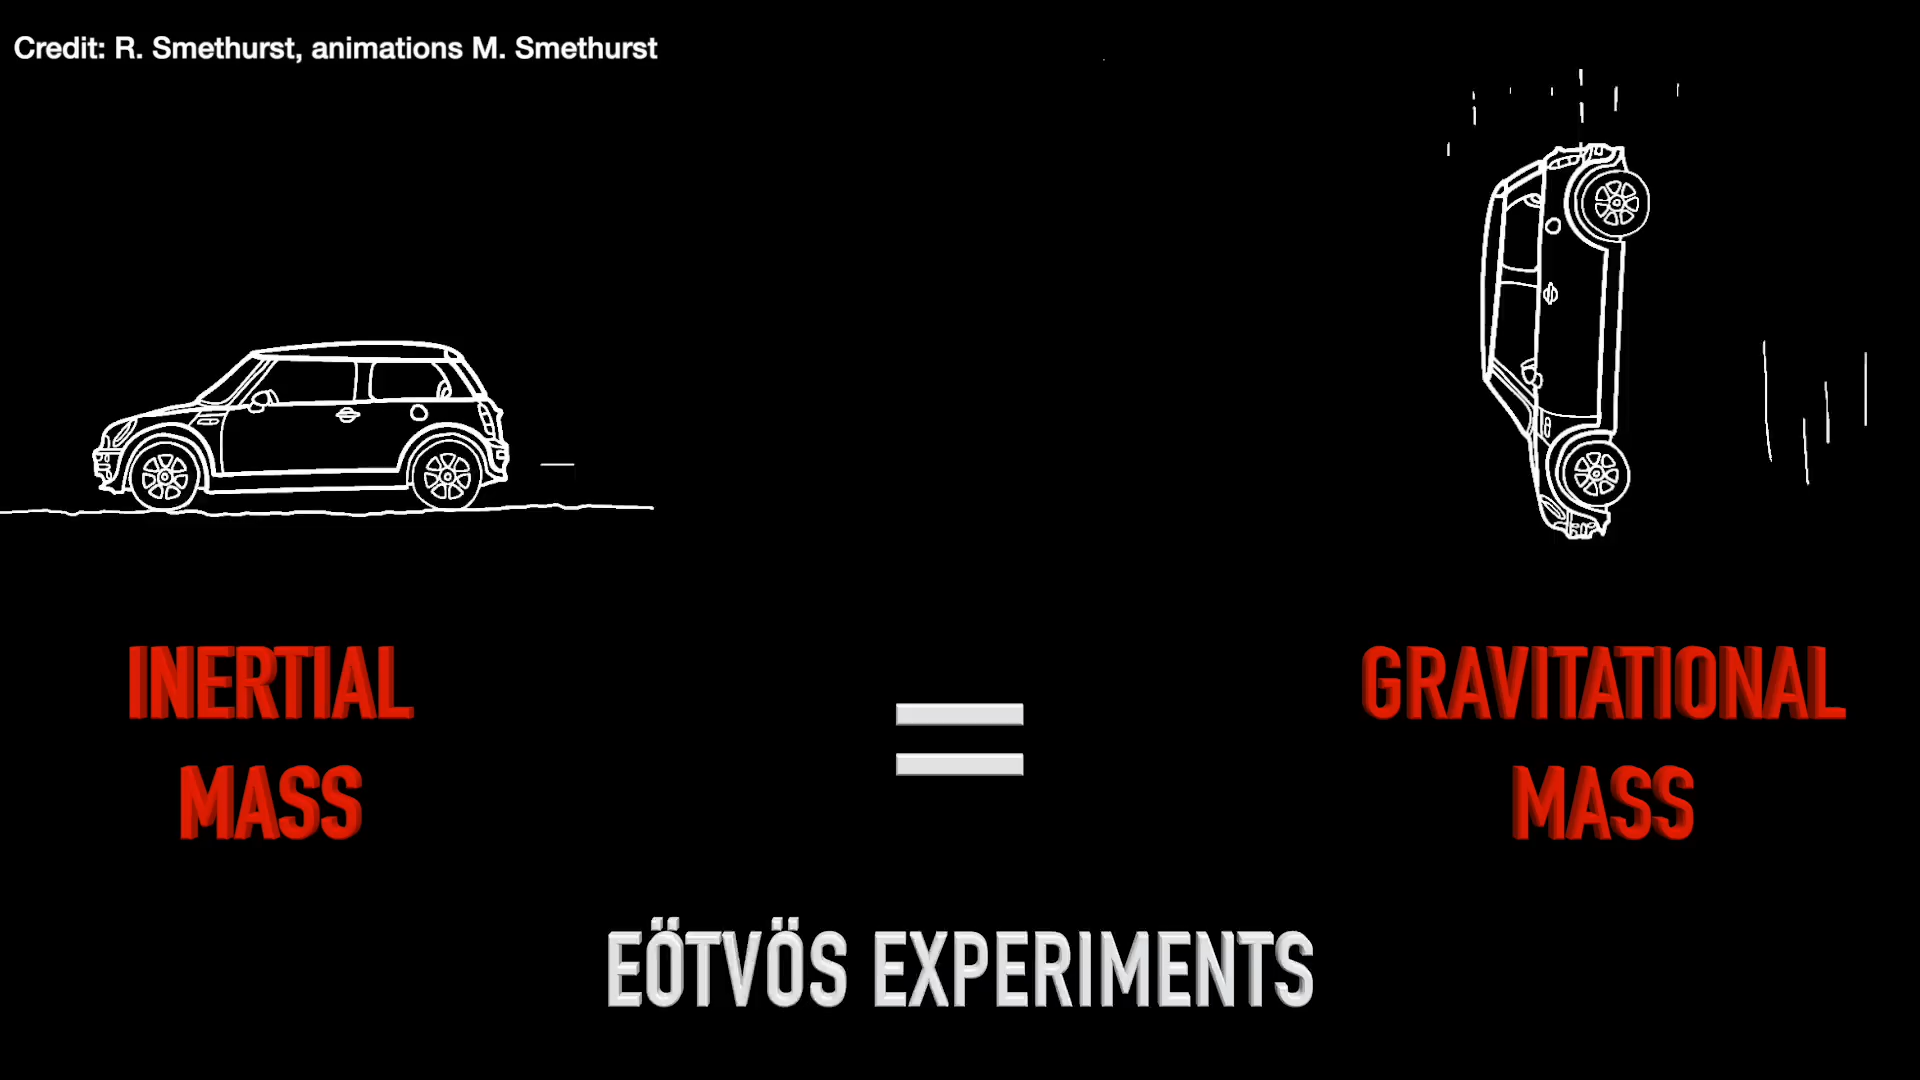 Credit: R. Smethurst, animations M. Smethurst
INERTIAL
MASS
=
GRAVITATIONAL
MASS
EÖTVÖS EXPERIMENTS